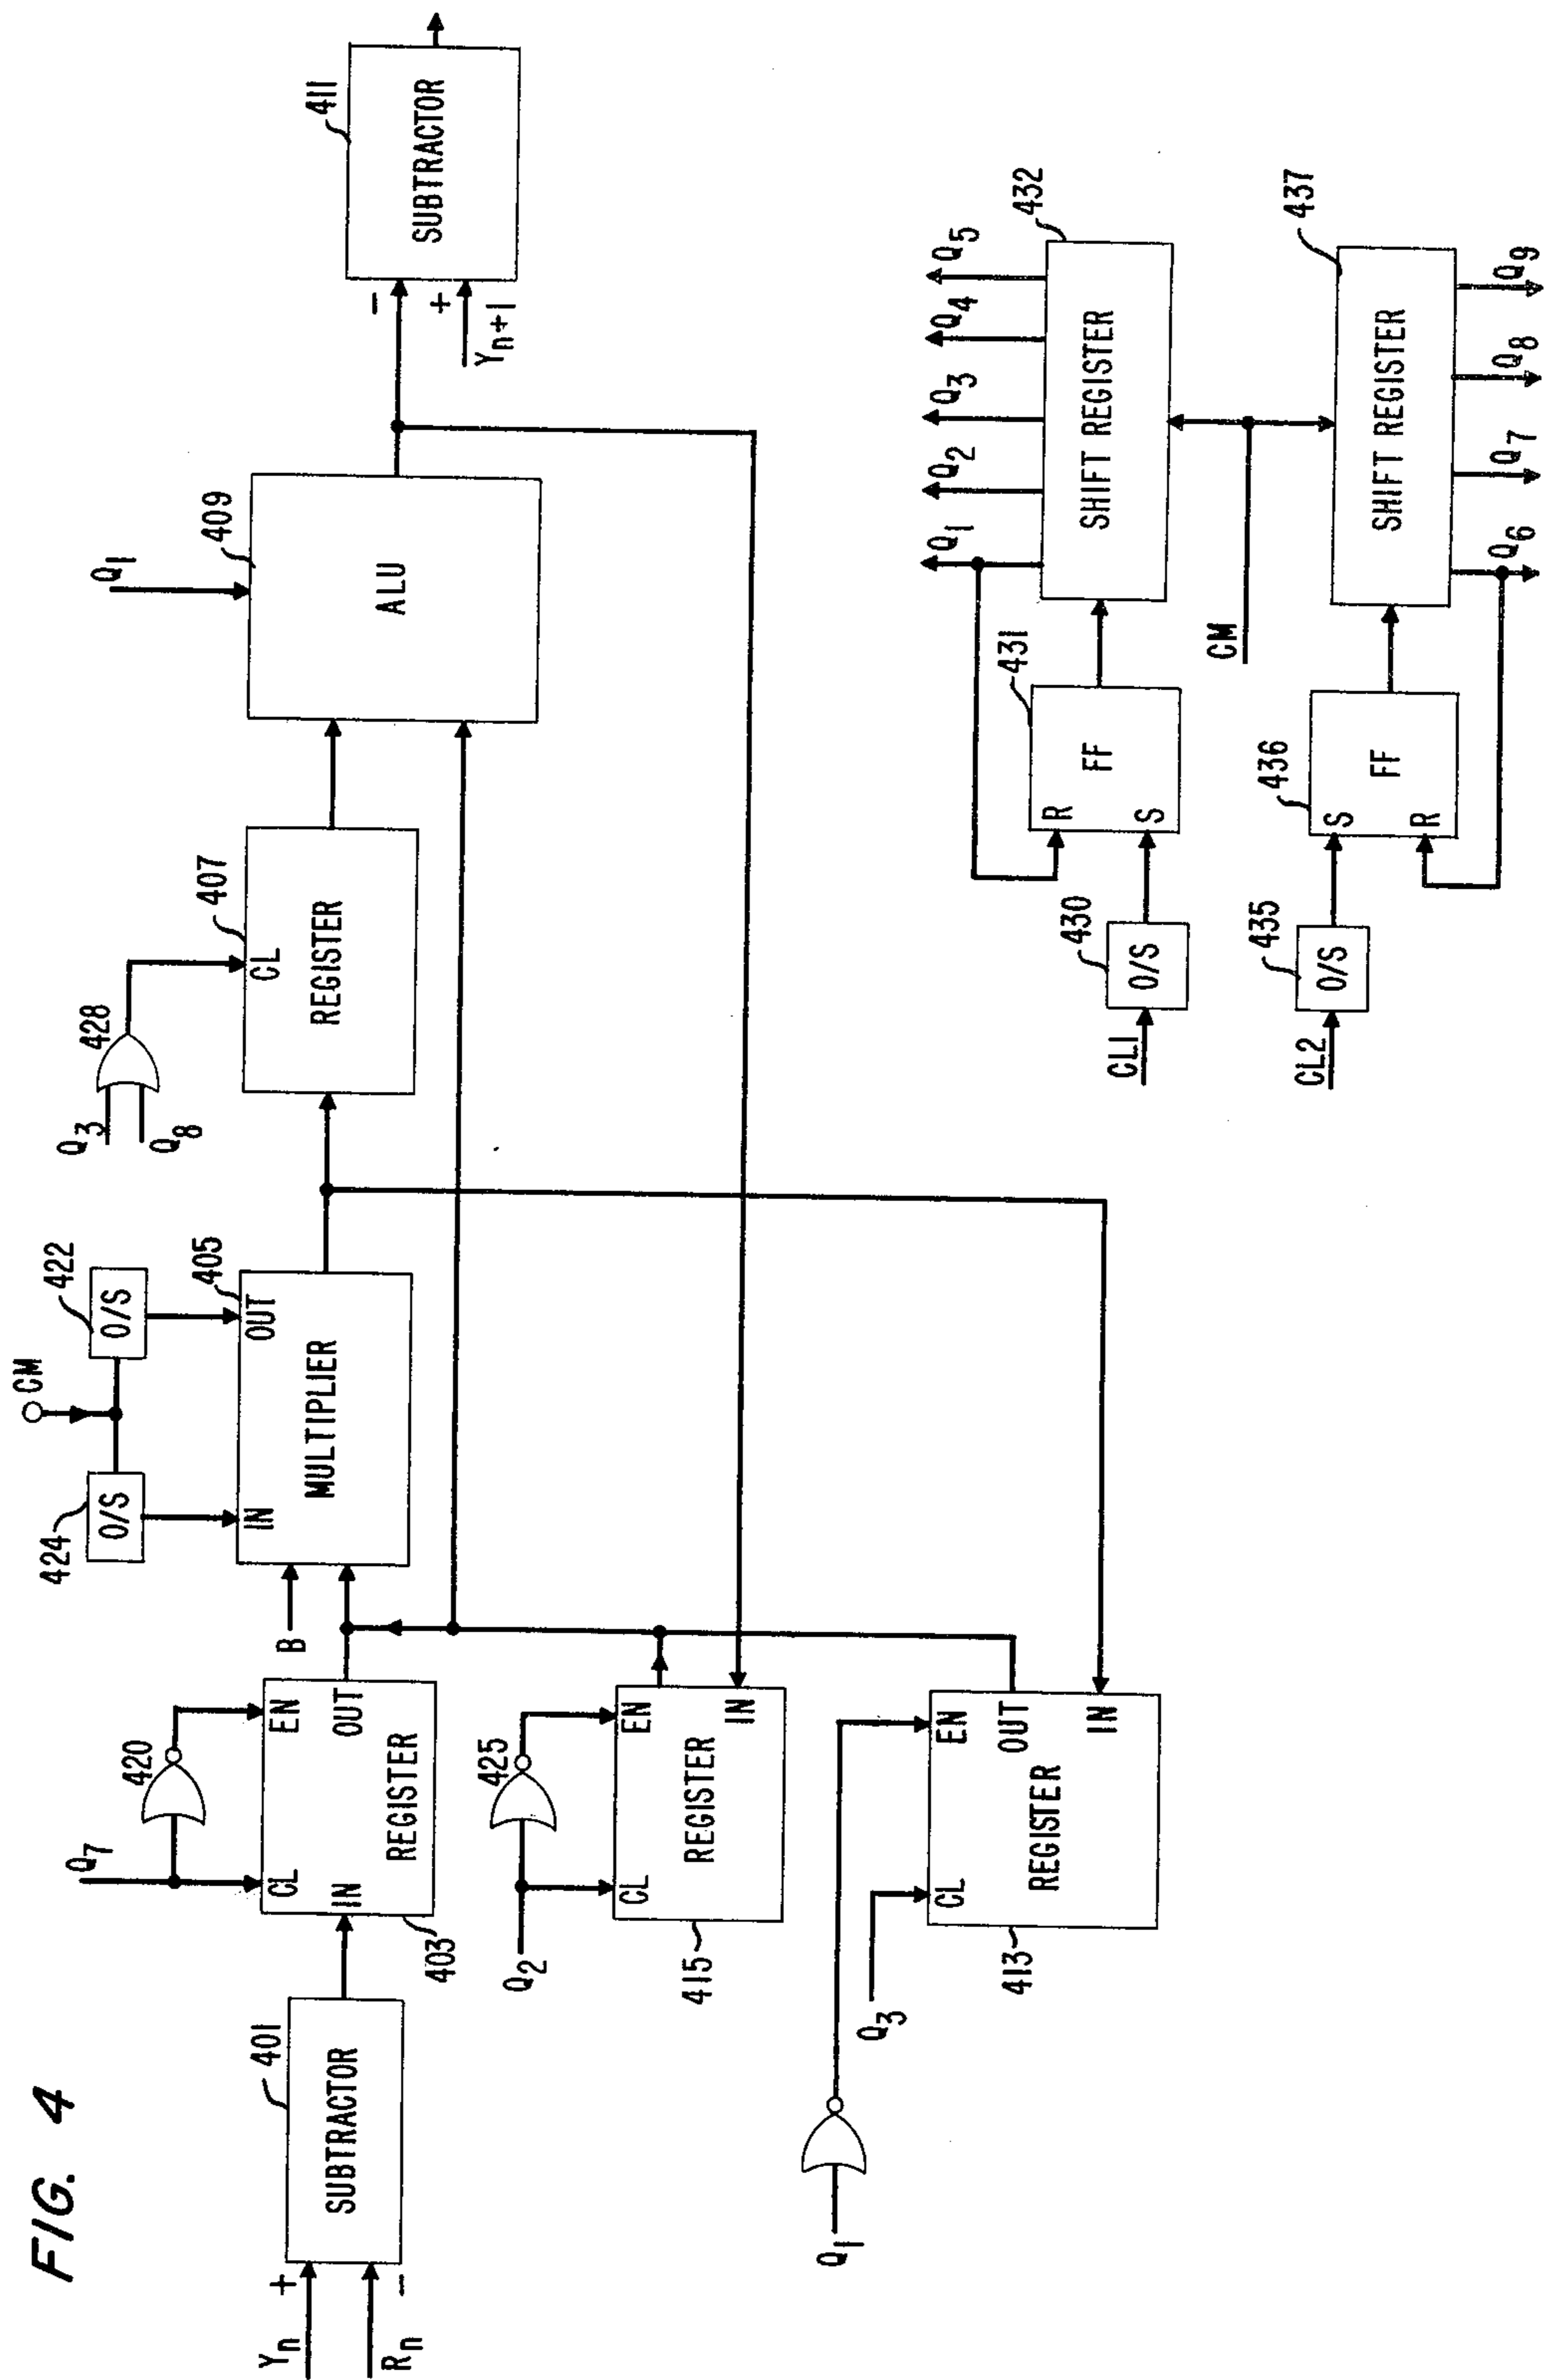 FIG. 4
Yn
+
Rn
-
SUBTRACTOR
401
Q7
420
CL
EN
IN
OUT
REGISTER
403
B
424
O/S
CM
422
O/S
IN
OUT
405
MULTIPLIER
Q3
Q8
428
CL
407
REGISTER
Q1
409
ALU
-
+
Yn+1
411
SUBTRACTOR
Q2
425
CL
EN
IN
REGISTER
415
Q1
Q3
CL
EN
OUT
IN
REGISTER
413
CL1
430
O/S
R
S
FF
431
Q1
Q2
Q3
Q4
Q5
SHIFT REGISTER
432
CM
CL2
435
O/S
S
R
FF
436
SHIFT REGISTER
437
Q6
Q7
Q8
Q9